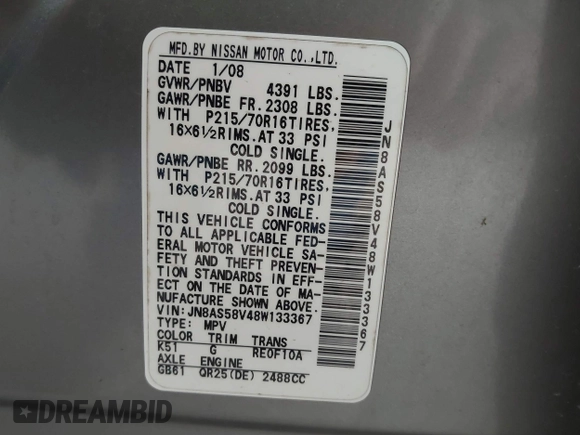 MFD.BY NISSAN MOTOR CO.,LTD.
DATE 1/08
GVWR/PNBV 4391 LBS.
GAWR/PNBE FR. 2308 LBS.
WITH P215/70R16TIRES,
16×6½RIMS.AT 33 PSI
COLD SINGLE.
GAWR/PNBE RR. 2099 LBS.
WITH P215/70R16TIRES,
16×6½RIMS.AT 33 PSI
COLD SINGLE.
THIS VEHICLE CONFORMS
TO ALL APPLICABLE FED-
ERAL MOTOR VEHICLE SA-
FETY AND THEFT PREVEN-
TION STANDARDS IN EFF-
ECT ON THE DATE OF MA-
NUFACTURE SHOWN ABOVE.
VIN:JN8AS58V48W133367
TYPE: MPV
COLOR TRIM TRANS
K51 G RE0F10A
AXLE ENGINE
GB61 QR25(DE) 2488CC
JN8AS58V48W133367
DREAMBID